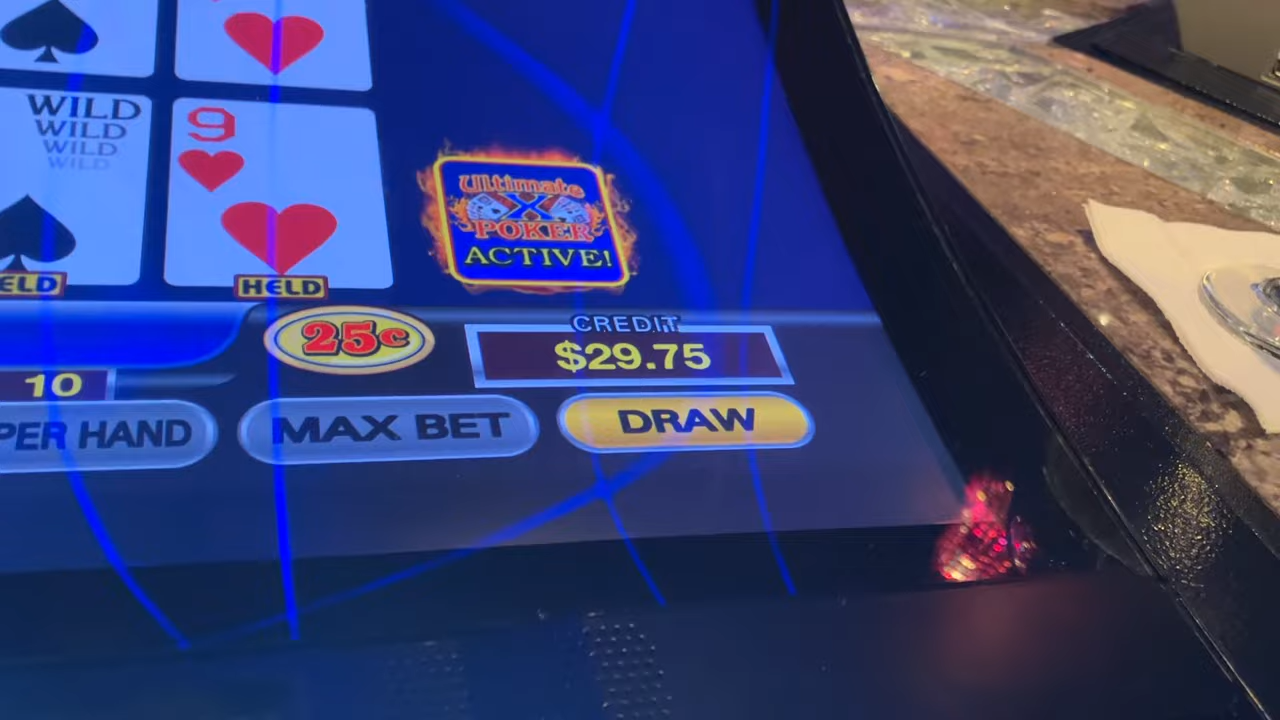 WILD
WILD
WILD
WILD
9
Ultimate
X
POKER
ACTIVE!
ELD
HELD
25¢
CREDIT
$29.75
10
PER HAND
MAX BET
DRAW